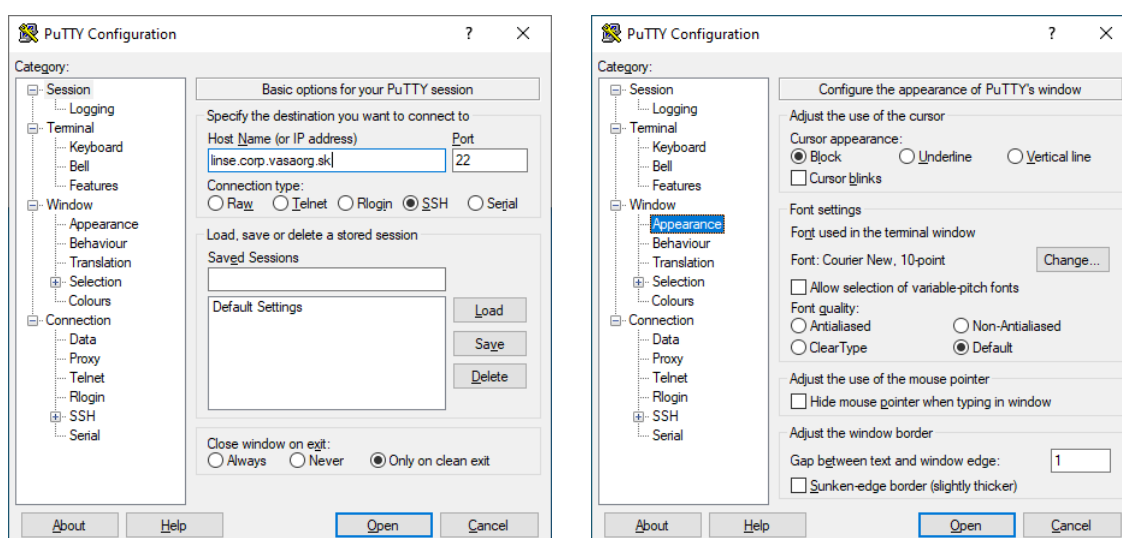 PuTTY Configuration ? ×
Category:
Session
Logging
Terminal
Keyboard
Bell
Features
Window
Appearance
Behaviour
Translation
Selection
Colours
Connection
Data
Proxy
Telnet
Rlogin
SSH
Serial
Basic options for your PuTTY session
Specify the destination you want to connect to
Host Name (or IP address) Port
linse.corp.vasaorg.sk 22
Connection type:
Raw Telnet Rlogin SSH Serial
Load, save or delete a stored session
Saved Sessions
Default Settings
Load
Save
Delete
Close window on exit:
Always Never Only on clean exit
About Help Open Cancel
PuTTY Configuration ? ×
Category:
Session
Logging
Terminal
Keyboard
Bell
Features
Window
Appearance
Behaviour
Translation
Selection
Colours
Connection
Data
Proxy
Telnet
Rlogin
SSH
Serial
Configure the appearance of PuTTY's window
Adjust the use of the cursor
Cursor appearance:
Block Underline Vertical line
Cursor blinks
Font settings
Font used in the terminal window
Font: Courier New, 10-point Change...
Allow selection of variable-pitch fonts
Font quality:
Antialiased Non-Antialiased
ClearType Default
Adjust the use of the mouse pointer
Hide mouse pointer when typing in window
Adjust the window border
Gap between text and window edge: 1
Sunken-edge border (slightly thicker)
About Help Open Cancel